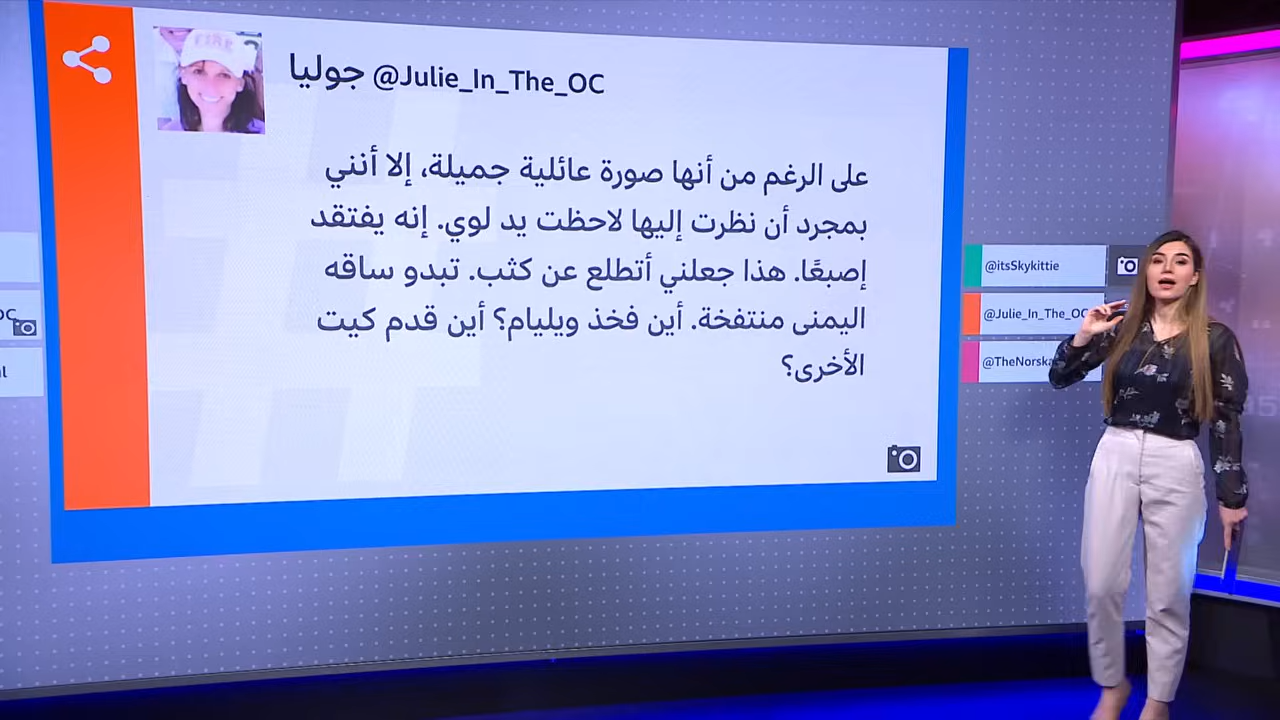 جوليا @Julie_In_The_OC
على الرغم من أنها صورة عائلية جميلة، إلا أنني
بمجرد أن نظرت إليها لاحظت يد لوي. إنه يفتقد
إصبعًا. هذا جعلني أتطلع عن كثب. تبدو ساقه
اليمنى منتفخة. أين فخذ ويليام؟ أين قدم كيت
الأخرى؟
@itsSkykittie
@Julie_In_The_OC